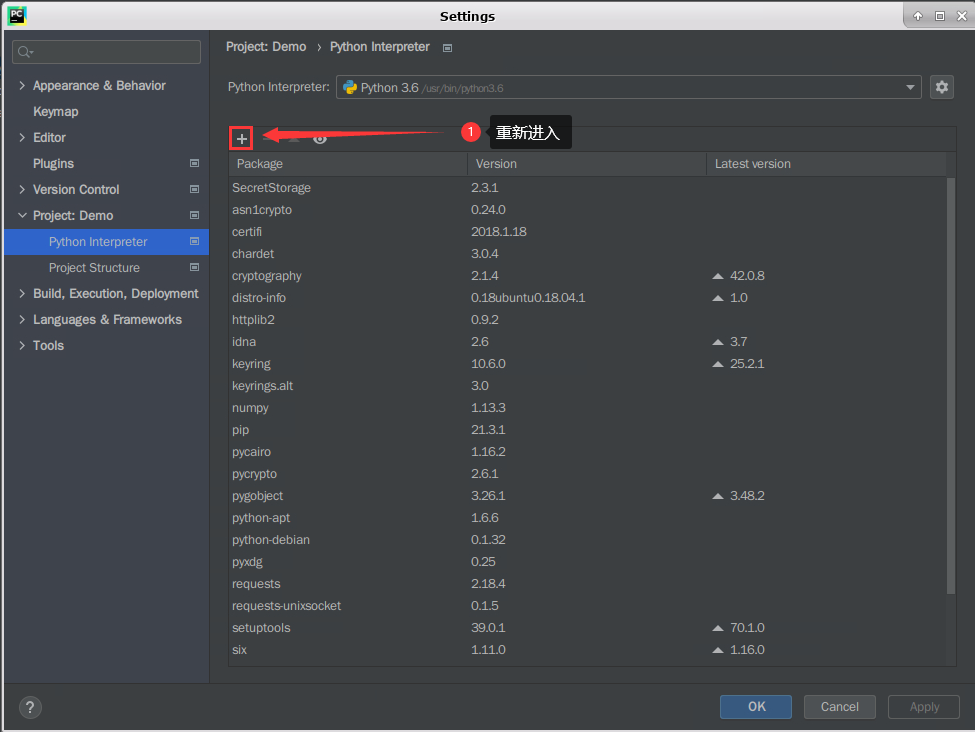 PC
Settings
Project: Demo › Python Interpreter
Python Interpreter: Python 3.6 /usr/bin/python3.6
Appearance & Behavior
Keymap
Editor
Plugins
Version Control
Project: Demo
Python Interpreter
Project Structure
Build, Execution, Deployment
Languages & Frameworks
Tools
+ 1 重新进入
Package Version Latest version
SecretStorage 2.3.1
asn1crypto 0.24.0
certifi 2018.1.18
chardet 3.0.4
cryptography 2.1.4 42.0.8
distro-info 0.18ubuntu0.18.04.1 1.0
httplib2 0.9.2
idna 2.6 3.7
keyring 10.6.0 25.2.1
keyrings.alt 3.0
numpy 1.13.3
pip 21.3.1
pycairo 1.16.2
pycrypto 2.6.1
pygobject 3.26.1 3.48.2
python-apt 1.6.6
python-debian 0.1.32
pyxdg 0.25
requests 2.18.4
requests-unixsocket 0.1.5
setuptools 39.0.1 70.1.0
six 1.11.0 1.16.0
? OK Cancel Apply